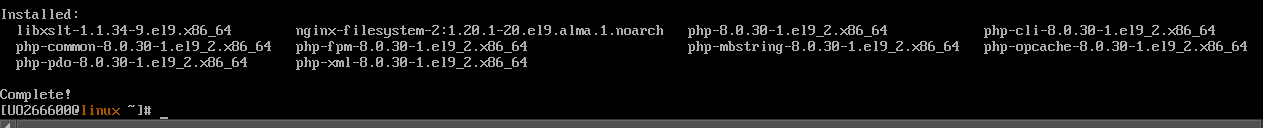 Installed:
libxslt-1.1.34-9.el9.x86_64 nginx-filesystem-2:1.20.1-20.el9.alma.1.noarch php-8.0.30-1.el9_2.x86_64 php-cli-8.0.30-1.el9_2.x86_64
php-common-8.0.30-1.el9_2.x86_64 php-fpm-8.0.30-1.el9_2.x86_64 php-mbstring-8.0.30-1.el9_2.x86_64 php-opcache-8.0.30-1.el9_2.x86_64
php-pdo-8.0.30-1.el9_2.x86_64 php-xml-8.0.30-1.el9_2.x86_64
Complete!
[UO266600@linux ~]# _